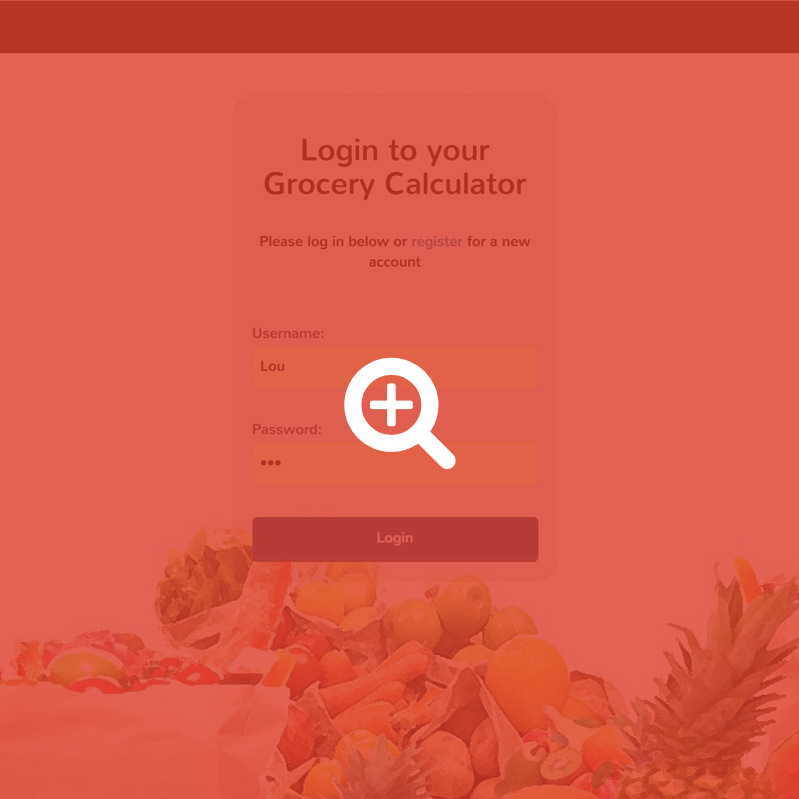 Login to your
Grocery Calculator
Please log in below or register for a new
account
Username:
Lou
Password:
•••
Login